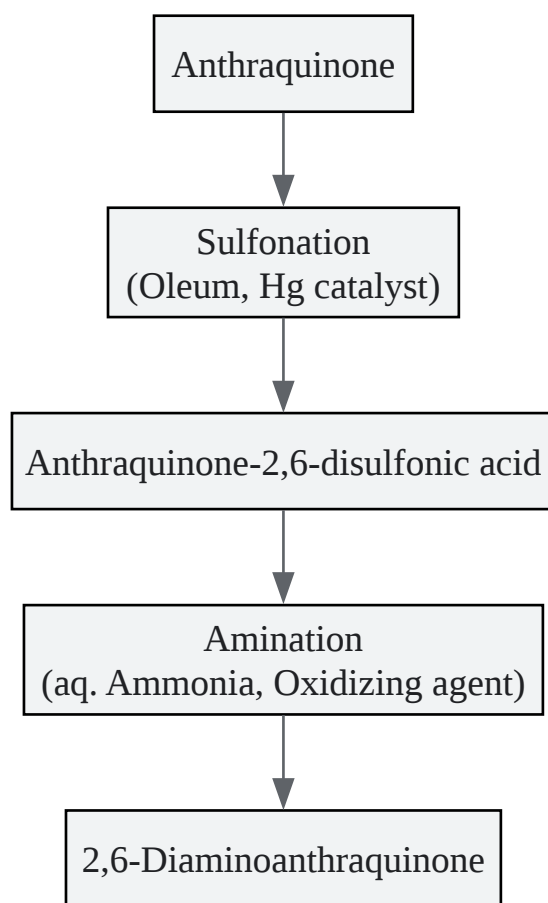 Anthraquinone
Sulfonation
(Oleum, Hg catalyst)
Anthraquinone-2,6-disulfonic acid
Amination
(aq. Ammonia, Oxidizing agent)
2,6-Diaminoanthraquinone